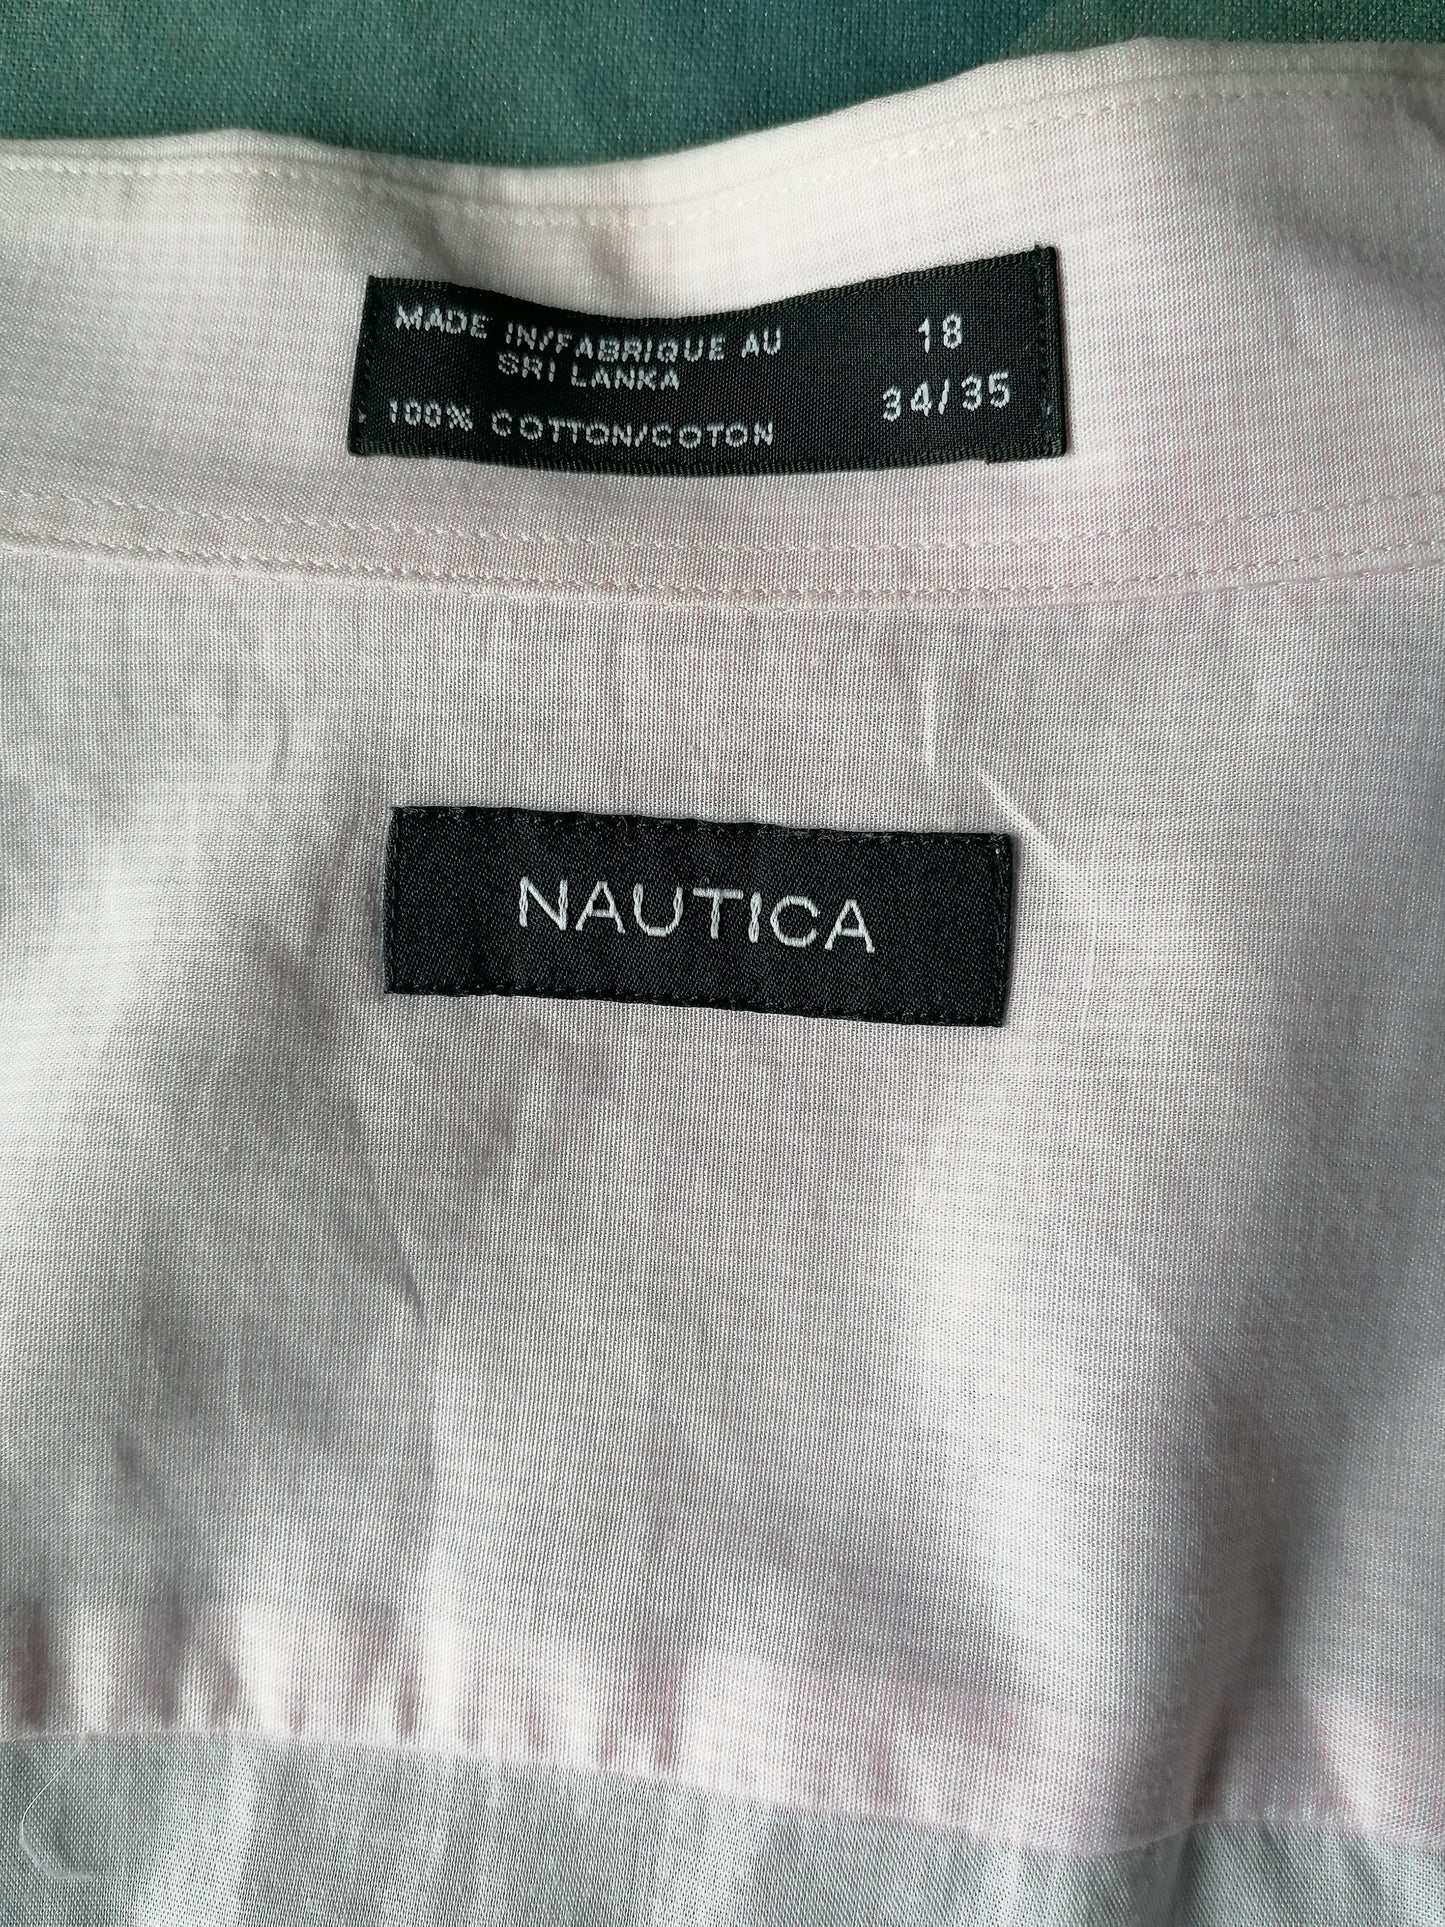 MADE IN/FABRIQUE AU
SRI LANKA
100% COTTON/COTON
18
34/35
NAUTICA